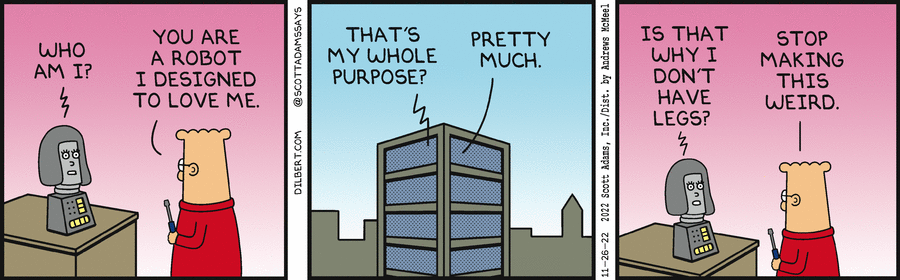 WHO
AM I?
YOU ARE
A ROBOT
I DESIGNED
TO LOVE ME.
DILBERT.COM @SCOTTADAMSSAYS
THAT'S
MY WHOLE
PURPOSE?
PRETTY
MUCH.
11-26-22 2022 Scott Adams, Inc./Dist. by Andrews McMeel
IS THAT
WHY I
DON'T
HAVE
LEGS?
STOP
MAKING
THIS
WEIRD.